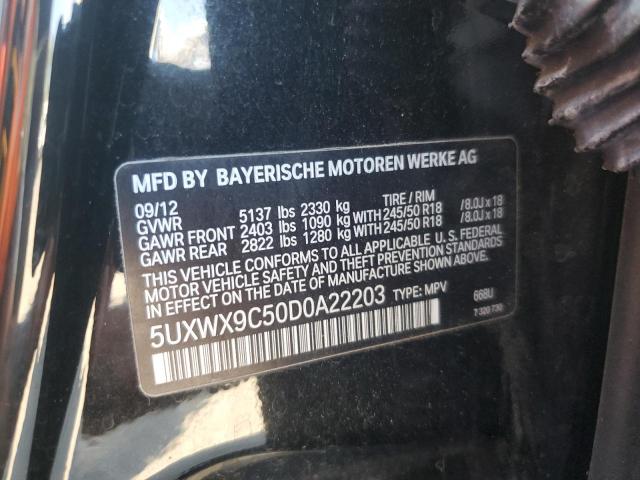 MFD BY BAYERISCHE MOTOREN WERKE AG
09/12 TIRE / RIM
GVWR 5137 lbs 2330 kg
GAWR FRONT 2403 lbs 1090 kg WITH 245/50 R18 /8.0J x 18
GAWR REAR 2822 lbs 1280 kg WITH 245/50 R18 /8.0J x 18
THIS VEHICLE CONFORMS TO ALL APPLICABLE U.S. FEDERAL
MOTOR VEHICLE SAFETY AND THEFT PREVENTION STANDARDS
IN EFFECT ON THE DATE OF MANUFACTURE SHOWN ABOVE.
5UXWX9C50D0A22203 TYPE: MPV 668U
7 320 730